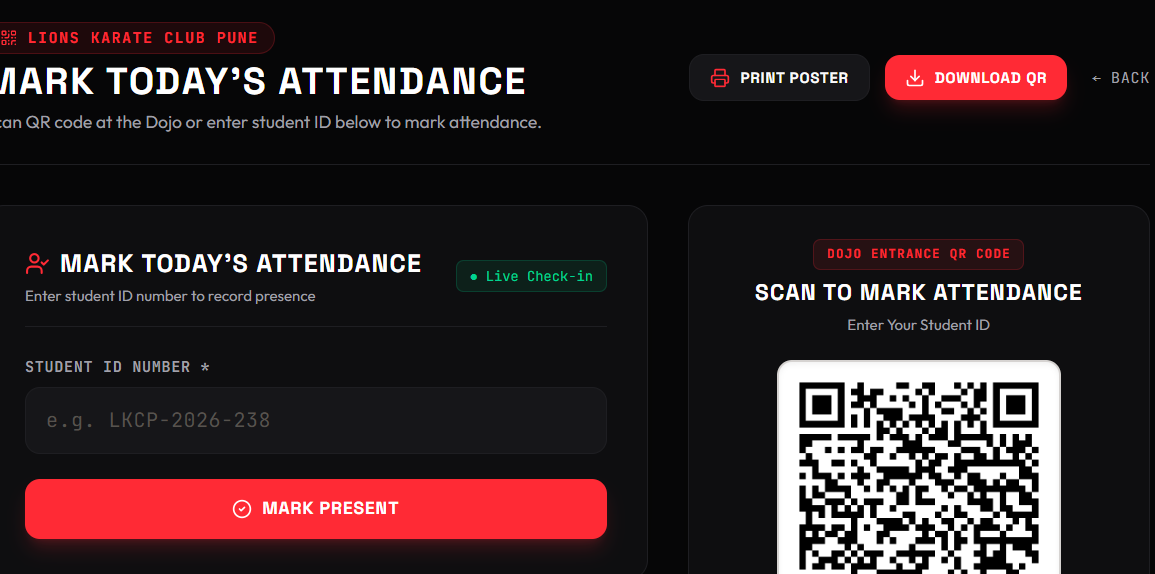 LIONS KARATE CLUB PUNE
MARK TODAY'S ATTENDANCE
can QR code at the Dojo or enter student ID below to mark attendance.
PRINT POSTER
DOWNLOAD QR
← BACK
MARK TODAY'S ATTENDANCE
Enter student ID number to record presence
● Live Check-in
STUDENT ID NUMBER *
e.g. LKCP-2026-238
MARK PRESENT
DOJO ENTRANCE QR CODE
SCAN TO MARK ATTENDANCE
Enter Your Student ID